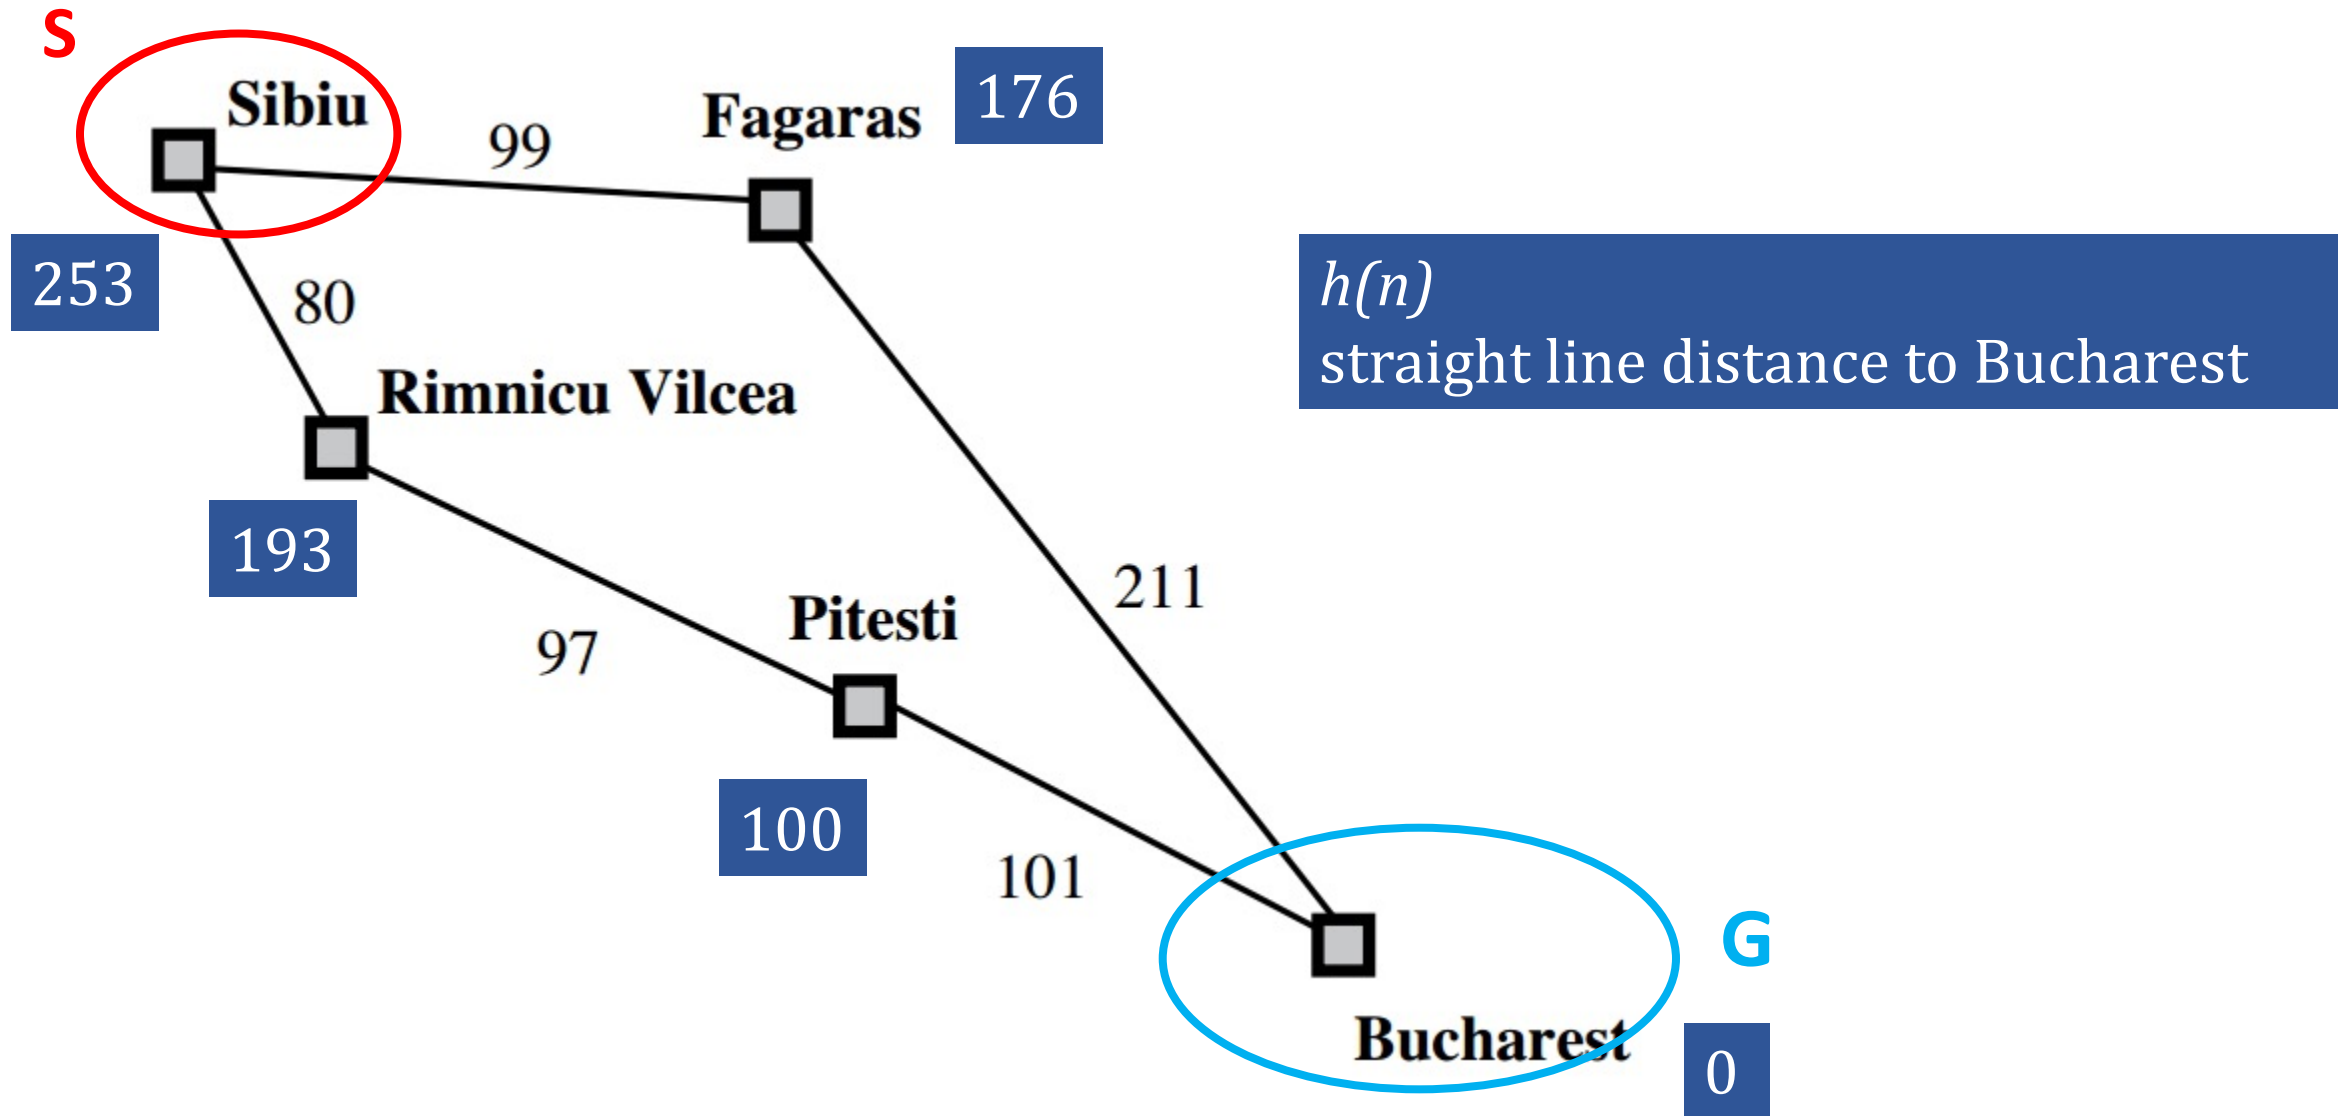 S
Sibiu
99
Fagaras
176
253
80
h(n)
straight line distance to Bucharest
Rimnicu Vilcea
193
97
Pitesti
211
100
101
G
Bucharest
0